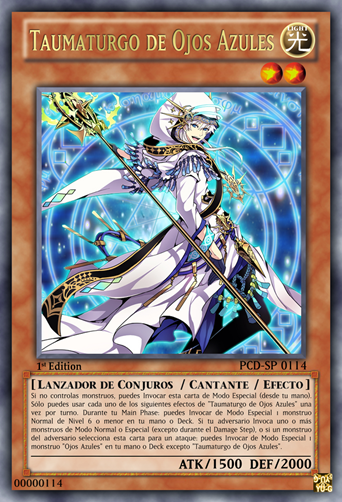 Taumaturgo de Ojos Azules
LIGHT
光
1st Edition
PCD-SP 0114
[Lanzador de Conjuros / Cantante / Efecto]
Si no controlas monstruos, puedes Invocar esta carta de Modo Especial (desde tu mano).
Sólo puedes usar cada uno de los siguientes efectos de "Taumaturgo de Ojos Azules" una
vez por turno. Durante tu Main Phase: puedes Invocar de Modo Especial 1 monstruo
Normal de Nivel 6 o menor en tu mano o Deck. Si tu adversario Invoca uno o más
monstruos de Modo Normal o Especial (excepto durante el Damage Step), o si un monstruo
del adversario selecciona esta carta para un ataque: puedes Invocar de Modo Especial 1
monstruo "Ojos Azules" en tu mano o Deck excepto "Taumaturgo de Ojos Azules".
ATK/1500 DEF/2000
00000114